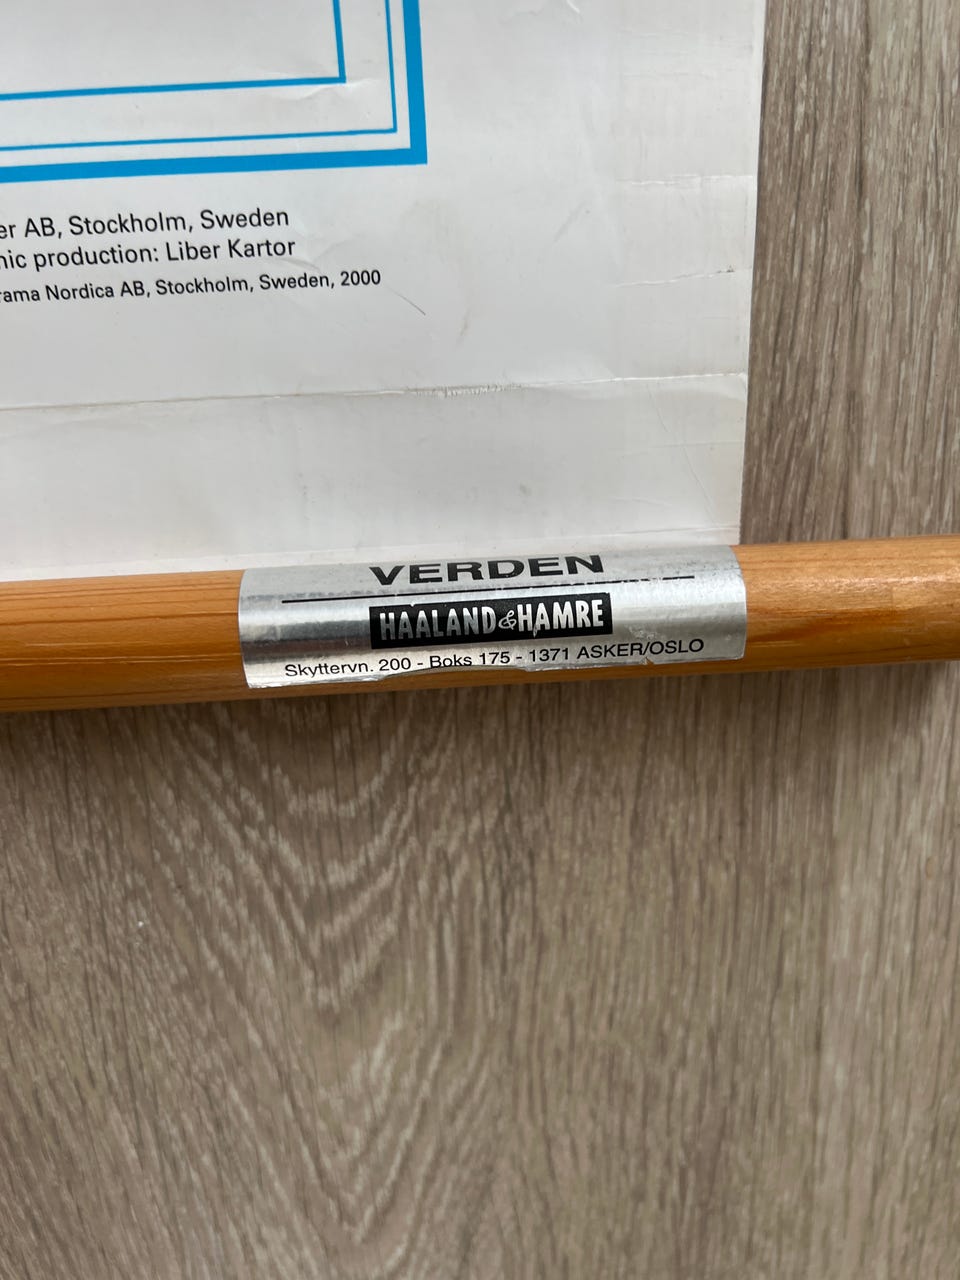 er AB, Stockholm, Sweden
nic production: Liber Kartor
rama Nordica AB, Stockholm, Sweden, 2000
VERDEN
HAALAND & HAMRE
Skyttervn. 200 - Boks 175 - 1371 ASKER/OSLO